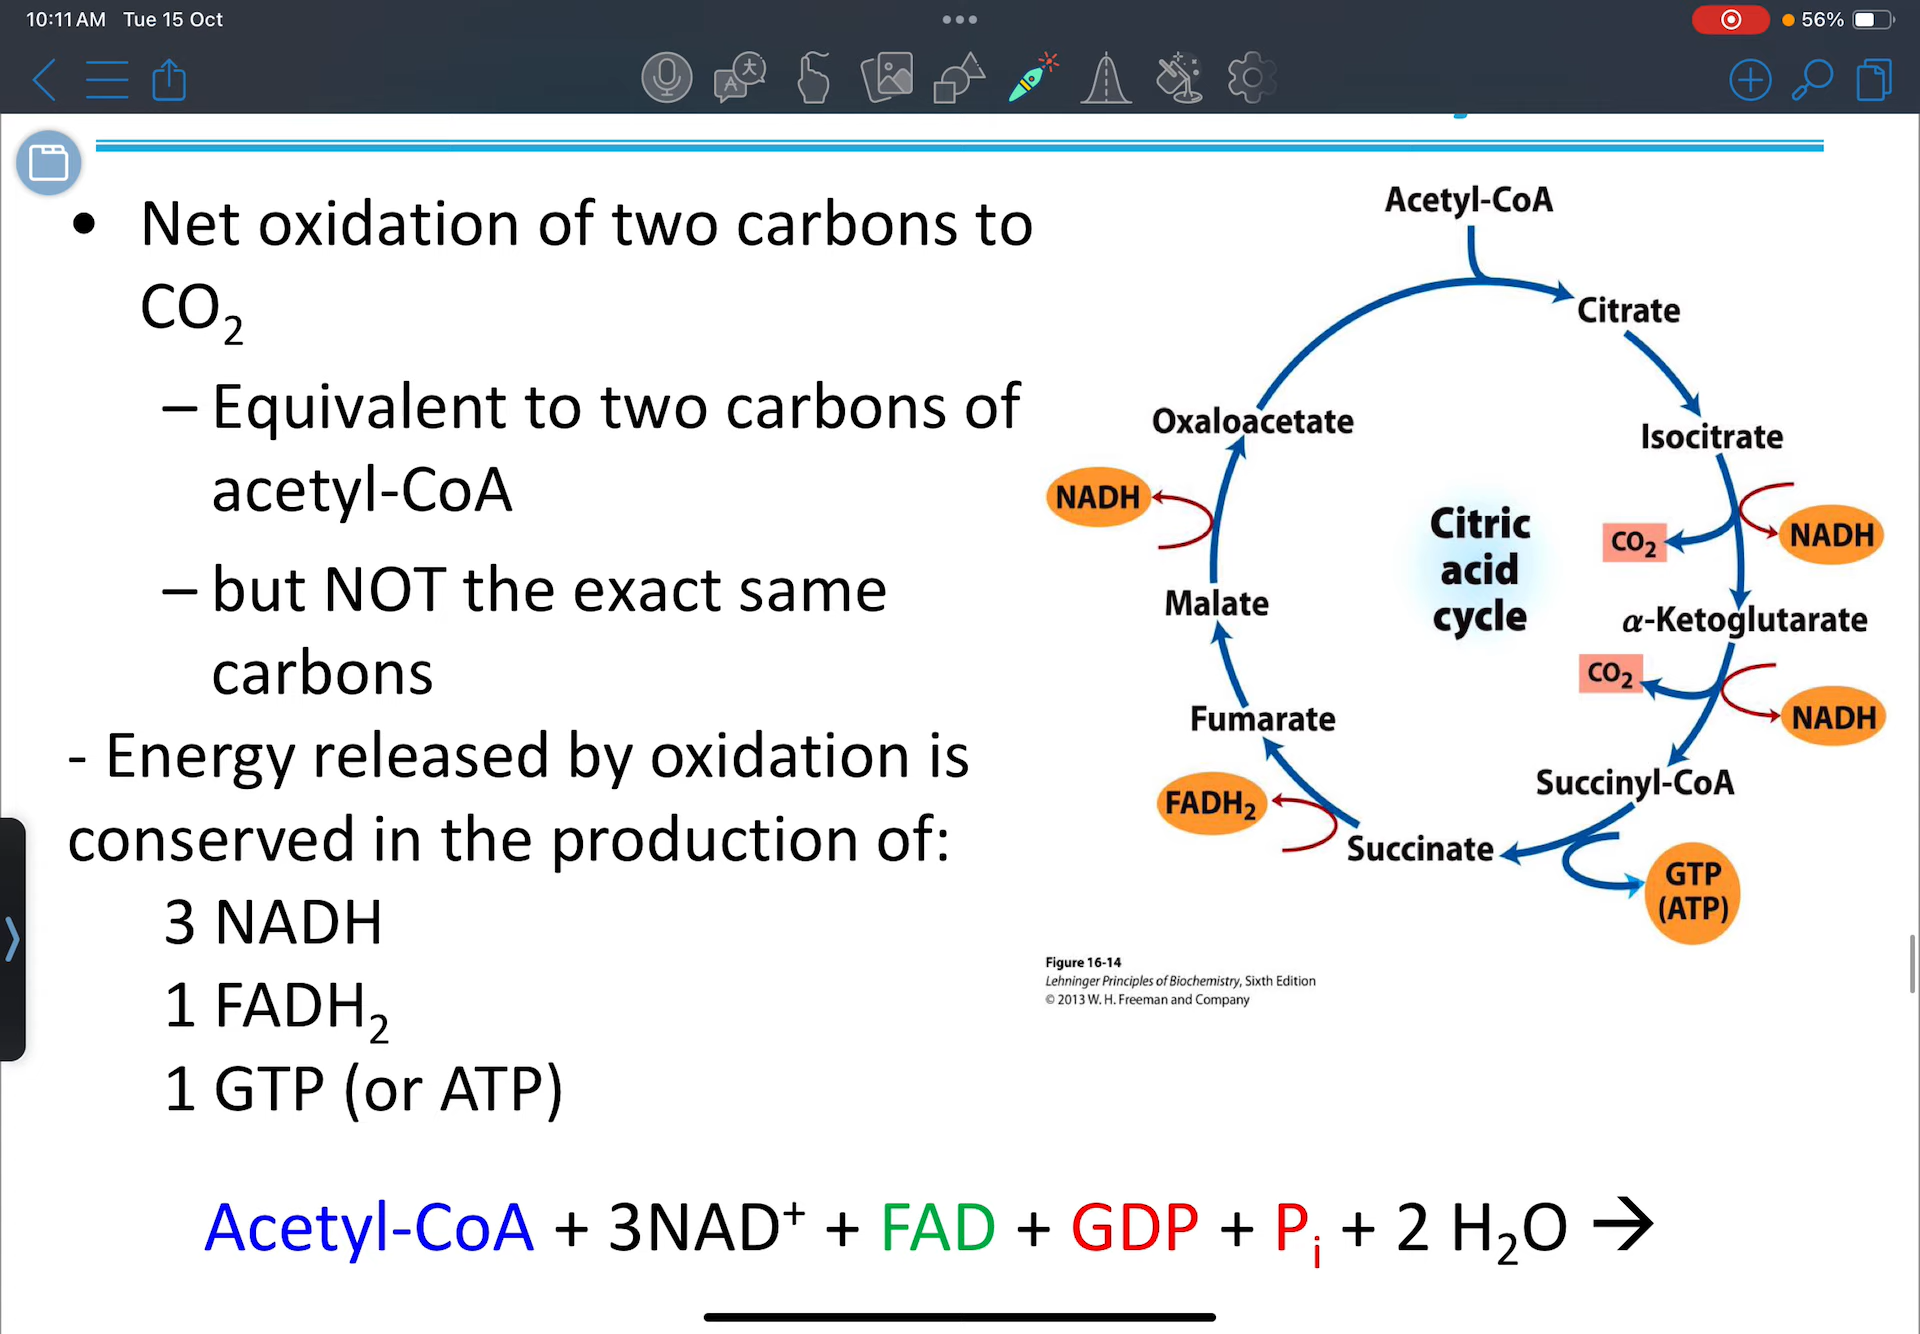 10:11 AM Tue 15 Oct
56%
• Net oxidation of two carbons to
CO₂
– Equivalent to two carbons of
acetyl-CoA
– but NOT the exact same
carbons
- Energy released by oxidation is
conserved in the production of:
3 NADH
1 FADH₂
1 GTP (or ATP)
Acetyl-CoA
Citrate
Oxaloacetate
Isocitrate
NADH
Citric
acid
cycle
CO₂
NADH
Malate
α-Ketoglutarate
CO₂
NADH
Fumarate
Succinyl-CoA
FADH₂
Succinate
GTP
(ATP)
Figure 16-14
Lehninger Principles of Biochemistry, Sixth Edition
© 2013 W. H. Freeman and Company
Acetyl-CoA + 3NAD⁺ + FAD + GDP + Pᵢ + 2 H₂O →